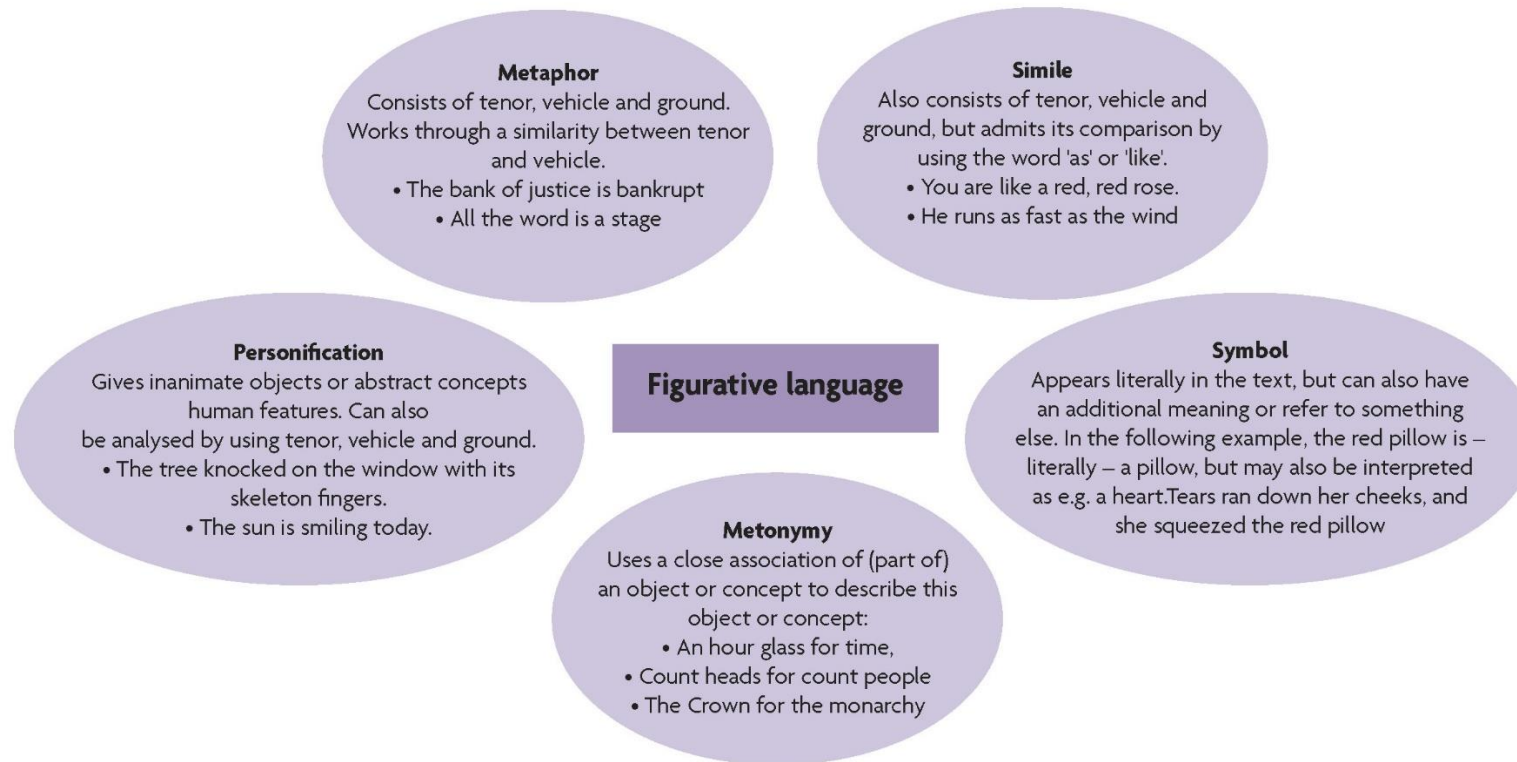 Metaphor
Consists of tenor, vehicle and ground.
Works through a similarity between tenor
and vehicle.
• The bank of justice is bankrupt
• All the word is a stage
Simile
Also consists of tenor, vehicle and
ground, but admits its comparison by
using the word 'as' or 'like'.
• You are like a red, red rose.
• He runs as fast as the wind
Personification
Gives inanimate objects or abstract concepts
human features. Can also
be analysed by using tenor, vehicle and ground.
• The tree knocked on the window with its
skeleton fingers.
• The sun is smiling today.
Figurative language
Symbol
Appears literally in the text, but can also have
an additional meaning or refer to something
else. In the following example, the red pillow is –
literally – a pillow, but may also be interpreted
as e.g. a heart.Tears ran down her cheeks, and
she squeezed the red pillow
Metonymy
Uses a close association of (part of)
an object or concept to describe this
object or concept:
• An hour glass for time,
• Count heads for count people
• The Crown for the monarchy